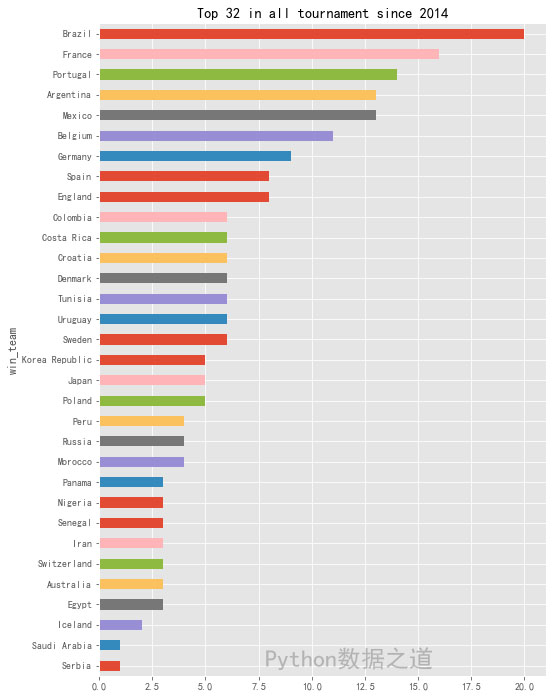 Top 32 in all tournament since 2014
win_team
Brazil
France
Portugal
Argentina
Mexico
Belgium
Germany
Spain
England
Colombia
Costa Rica
Croatia
Denmark
Tunisia
Uruguay
Sweden
Korea Republic
Japan
Poland
Peru
Russia
Morocco
Panama
Nigeria
Senegal
Iran
Switzerland
Australia
Egypt
Iceland
Saudi Arabia
Serbia
Python数据之道
0.0 2.5 5.0 7.5 10.0 12.5 15.0 17.5 20.0